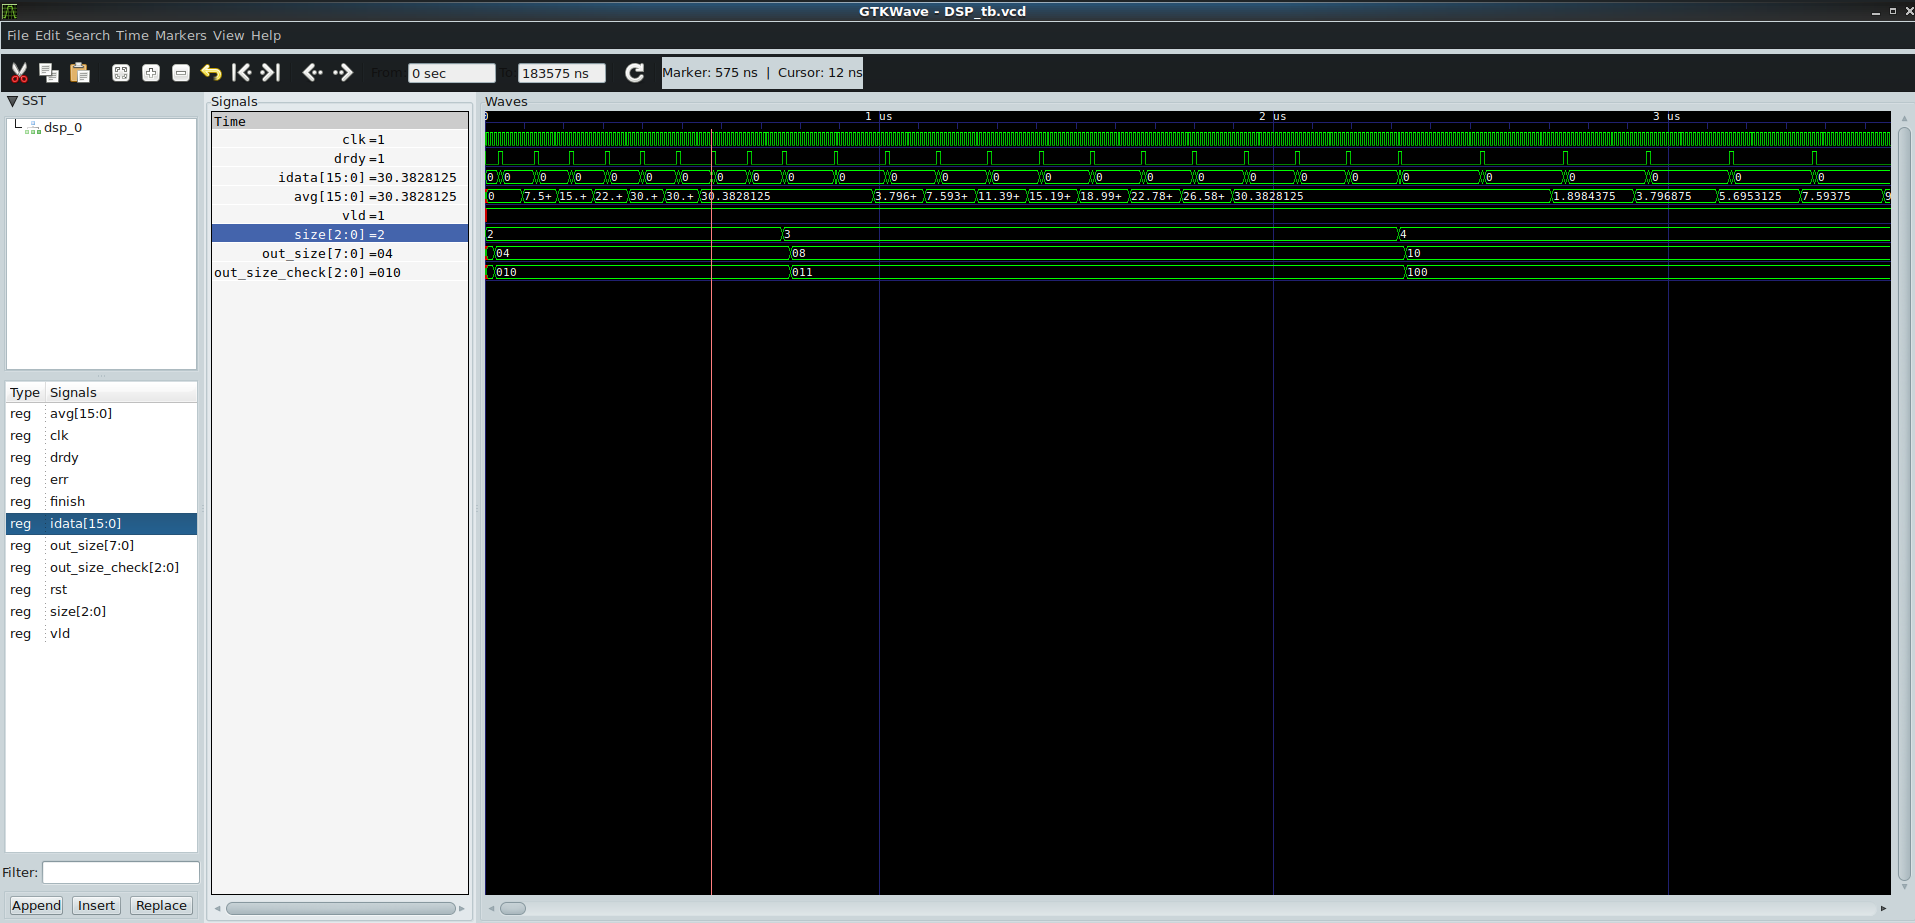 GTKWave - DSP_tb.vcd
File Edit Search Time Markers View Help
From: 0 sec To: 183575 ns Marker: 575 ns | Cursor: 12 ns
SST
dsp_0
Type Signals
reg avg[15:0]
reg clk
reg drdy
reg err
reg finish
reg idata[15:0]
reg out_size[7:0]
reg out_size_check[2:0]
reg rst
reg size[2:0]
reg vld
Filter:
Append Insert Replace
Signals
Time
clk=1
drdy=1
idata[15:0]=30.3828125
avg[15:0]=30.3828125
vld=1
size[2:0]=2
out_size[7:0]=04
out_size_check[2:0]=010
Waves
0 1 us 2 us 3 us
0 0 0 0 0 0 0 0 0 0 0 0 0 0 0 0 0 0 0 0 0 0 0 0 0 0 0
0 7.5+ 15.+ 22.+ 30.+ 30.+ 30.3828125 3.796+ 7.593+ 11.39+ 15.19+ 18.99+ 22.78+ 26.58+ 30.3828125 1.8984375 3.796875 5.6953125 7.59375 9
2 3 4
04 08 10
010 011 100